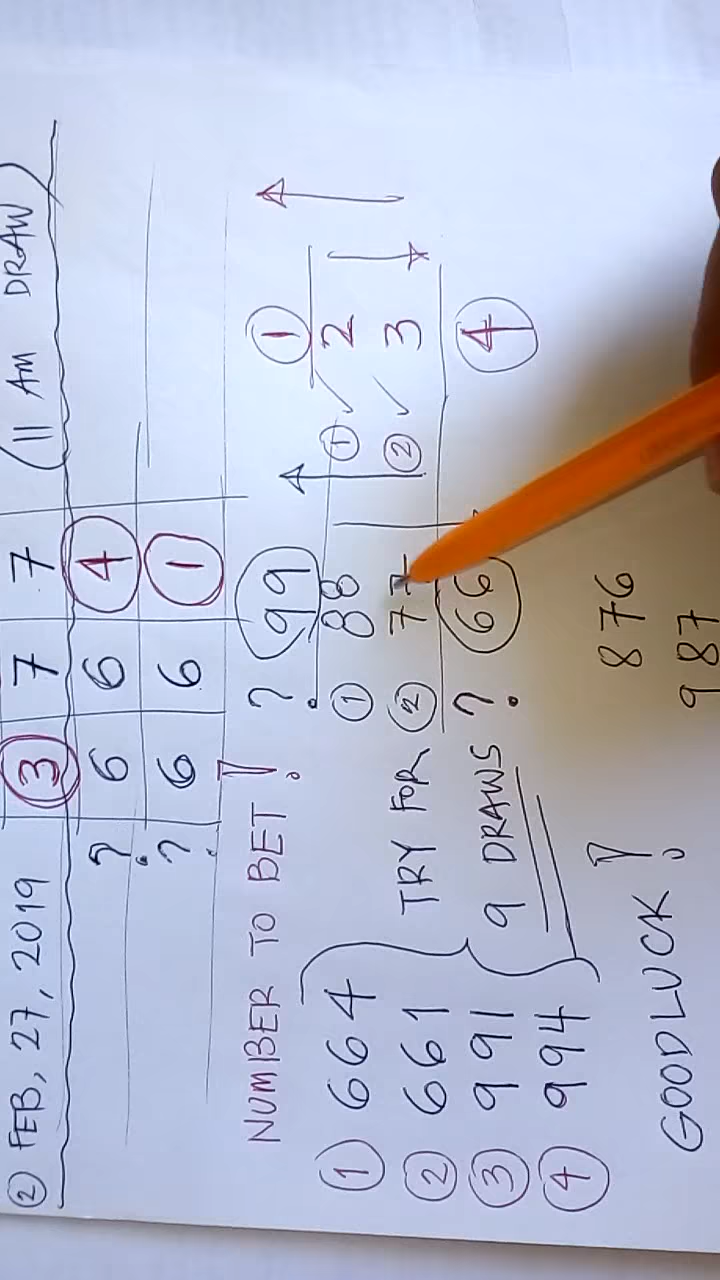 ② FEB, 27, 2019 3 7 7 (11 AM DRAW)
? 6 6 4
? 6 6 1
NUMBER TO BET! ? 99 1
① 664 ① 88 ① ✓ 2
② 661 TRY FOR ② 77 ② ✓ 3
③ 991 9 DRAWS ? 66 4
④ 994
GOODLUCK! 876
987